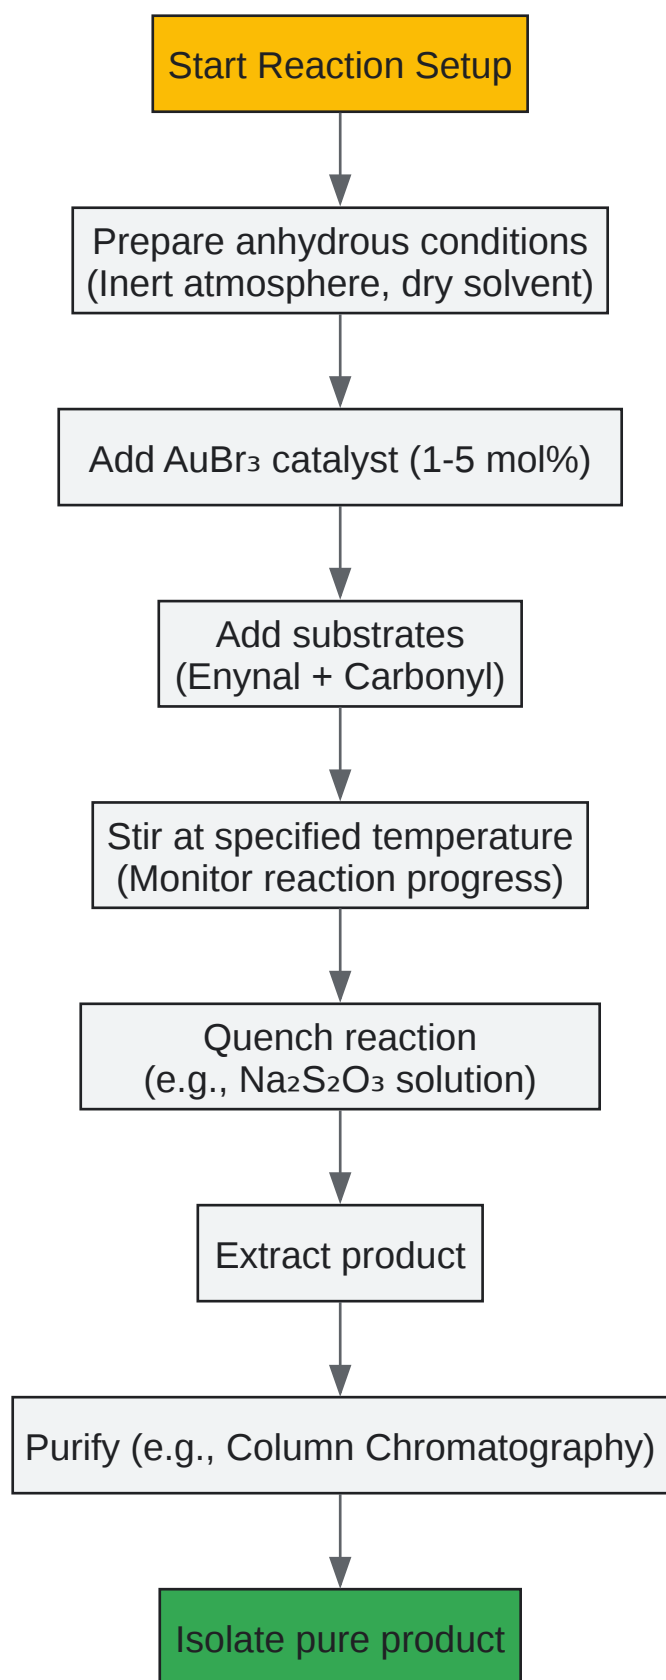 Start Reaction Setup
Prepare anhydrous conditions
(Inert atmosphere, dry solvent)
Add AuBr₃ catalyst (1-5 mol%)
Add substrates
(Enynal + Carbonyl)
Stir at specified temperature
(Monitor reaction progress)
Quench reaction
(e.g., Na₂S₂O₃ solution)
Extract product
Purify (e.g., Column Chromatography)
Isolate pure product